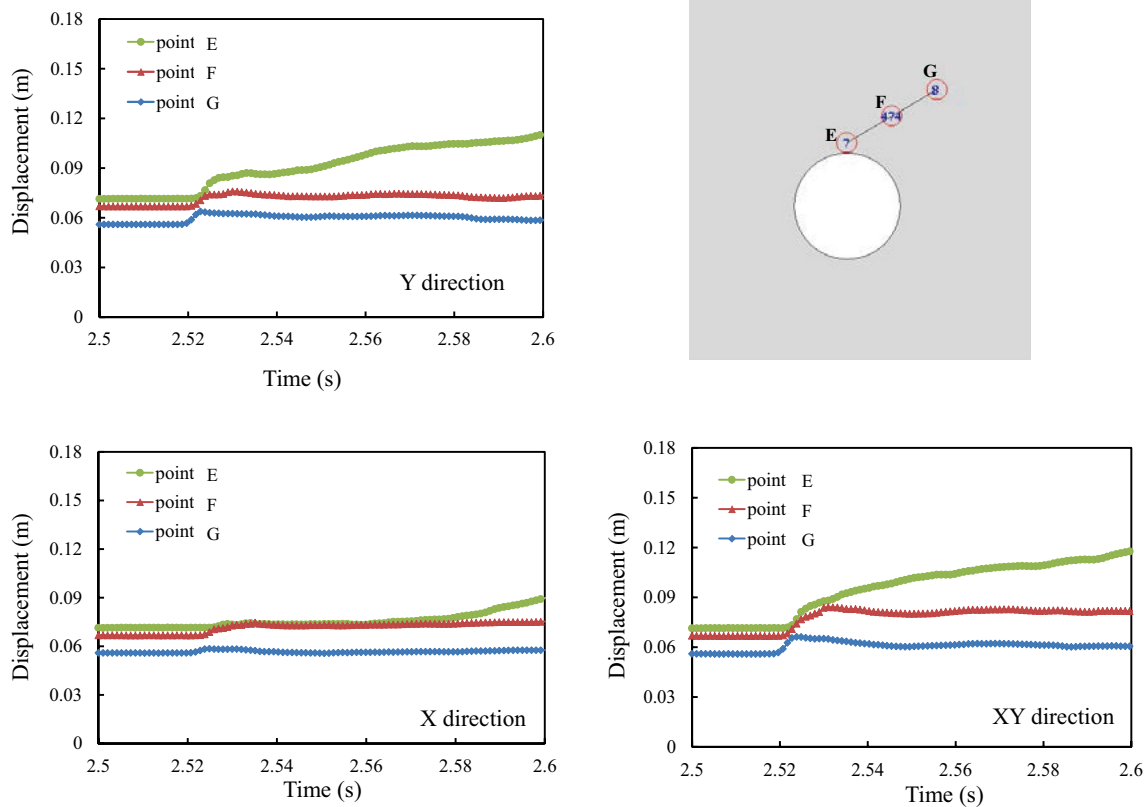 0.18
0.15
0.12
0.09
0.06
0.03
0
Displacement (m)
point E
point F
point G
Y direction
2.5 2.52 2.54 2.56 2.58 2.6
Time (s)
G
8
F
474
E
7
0.18
0.15
0.12
0.09
0.06
0.03
0
Displacement (m)
point E
point F
point G
X direction
2.5 2.52 2.54 2.56 2.58 2.6
Time (s)
0.18
0.15
0.12
0.09
0.06
0.03
0
Displacement (m)
point E
point F
point G
XY direction
2.5 2.52 2.54 2.56 2.58 2.6
Time (s)